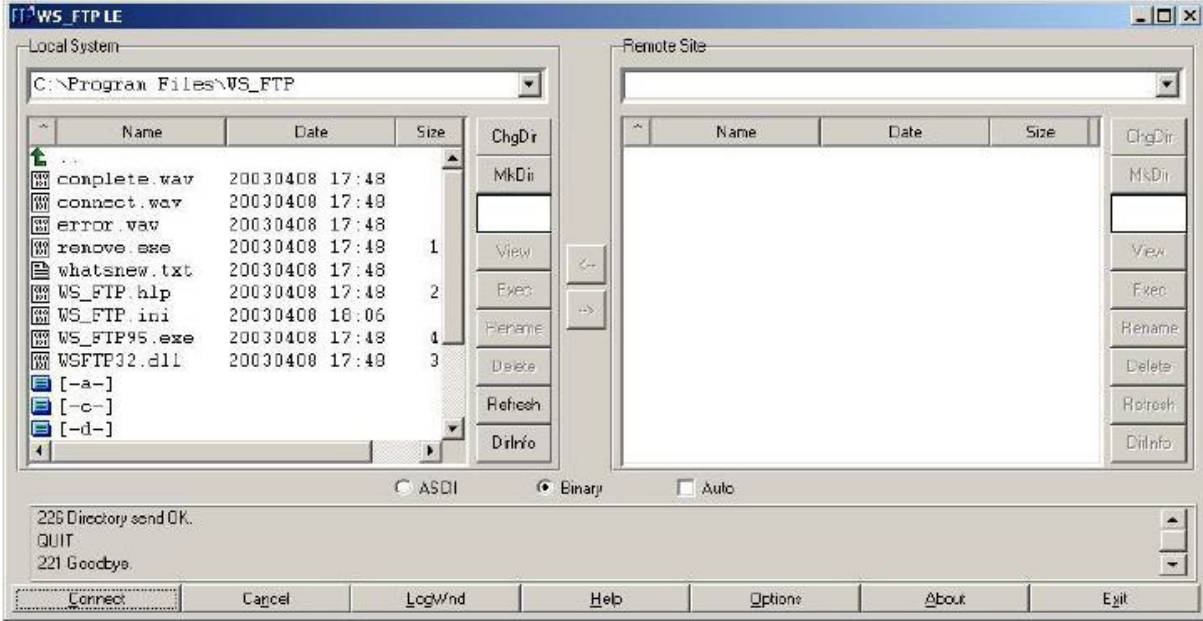 WS_FTP LE
Local System
Remote Site
C:\Program Files\WS_FTP
^ Name Date Size
^ Name Date Size
..
complete.wav 20030408 17:48
connect.wav 20030408 17:48
error.wav 20030408 17:48
remove.exe 20030408 17:48 1
whatsnew.txt 20030408 17:48
WS_FTP.hlp 20030408 17:48 2
WS_FTP.ini 20030408 18:06
WS_FTP95.exe 20030408 17:48 4
WSFTP32.dll 20030408 17:48 3
[-a-]
[-c-]
[-d-]
ChgDir
MkDir
View
Exec
Rename
Delete
Refresh
DirInfo
<--
-->
ChgDir
MkDir
View
Exec
Rename
Delete
Refresh
DirInfo
ASCII Binary Auto
226 Directory send OK.
QUIT
221 Goodbye.
Connect Cancel LogWnd Help Options About Exit